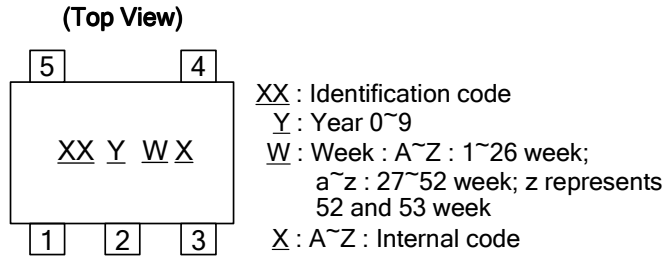 (Top View)
5 4
XX Y W X
1 2 3
XX : Identification code
Y : Year 0~9
W : Week : A~Z : 1~26 week;
a~z : 27~52 week; z represents
52 and 53 week
X : A~Z : Internal code